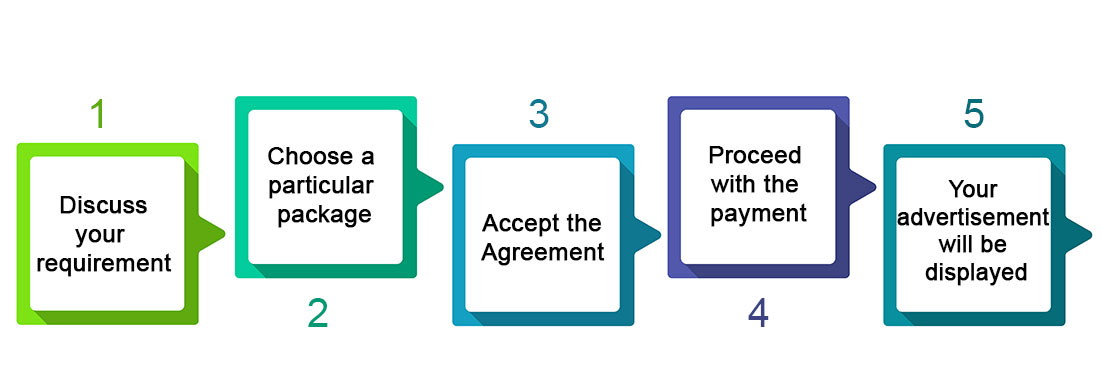 1
Discuss
your
requirement
Choose a
particular
package
2
3
Accept the
Agreement
Proceed
with the
payment
4
5
Your
advertisement
will be
displayed